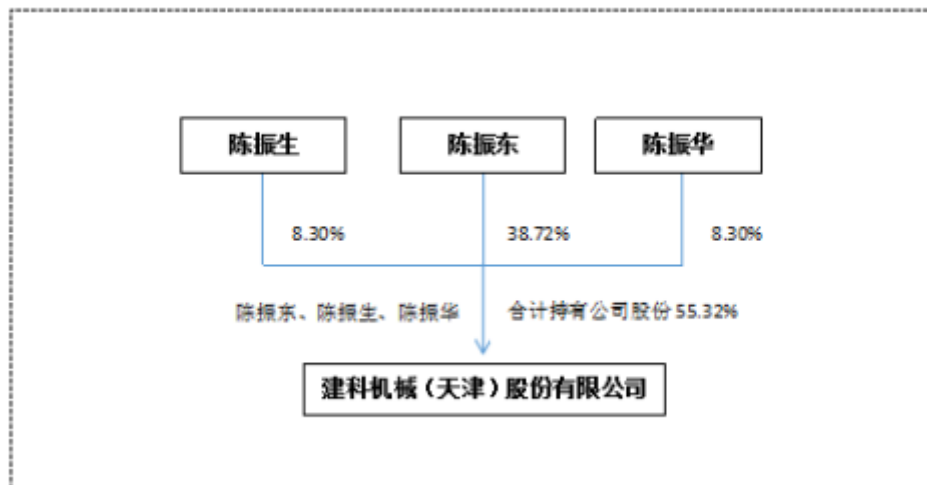 陈振生 陈振东 陈振华
8.30% 38.72% 8.30%
陈振东、陈振生、陈振华 合计持有公司股份 55.32%
建科机械（天津）股份有限公司